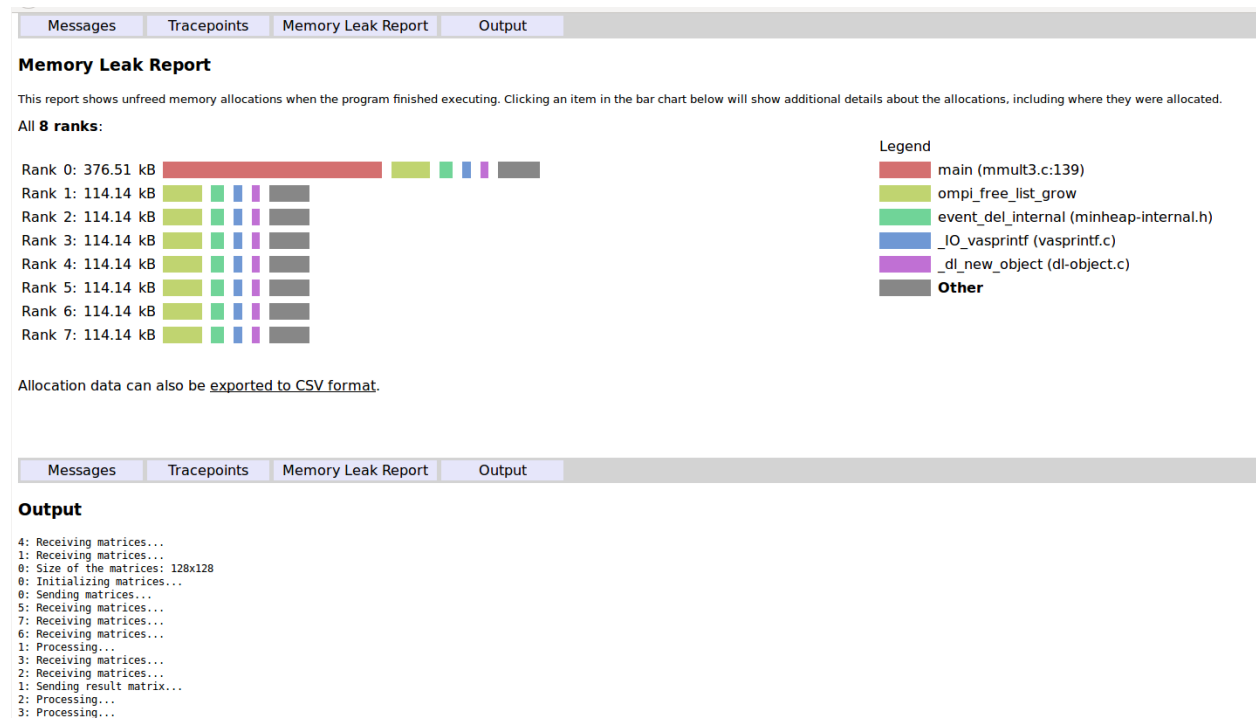 Messages Tracepoints Memory Leak Report Output
Memory Leak Report
This report shows unfreed memory allocations when the program finished executing. Clicking an item in the bar chart below will show additional details about the allocations, including where they were allocated.
All 8 ranks:
Rank 0: 376.51 kB
Rank 1: 114.14 kB
Rank 2: 114.14 kB
Rank 3: 114.14 kB
Rank 4: 114.14 kB
Rank 5: 114.14 kB
Rank 6: 114.14 kB
Rank 7: 114.14 kB
Legend
main (mmult3.c:139)
ompi_free_list_grow
event_del_internal (minheap-internal.h)
_IO_vasprintf (vasprintf.c)
_dl_new_object (dl-object.c)
Other
Allocation data can also be exported to CSV format.
Messages Tracepoints Memory Leak Report Output
Output
4: Receiving matrices...
1: Receiving matrices...
0: Size of the matrices: 128x128
0: Initializing matrices...
0: Sending matrices...
5: Receiving matrices...
7: Receiving matrices...
6: Receiving matrices...
1: Processing...
3: Receiving matrices...
2: Receiving matrices...
1: Sending result matrix...
2: Processing...
3: Processing...